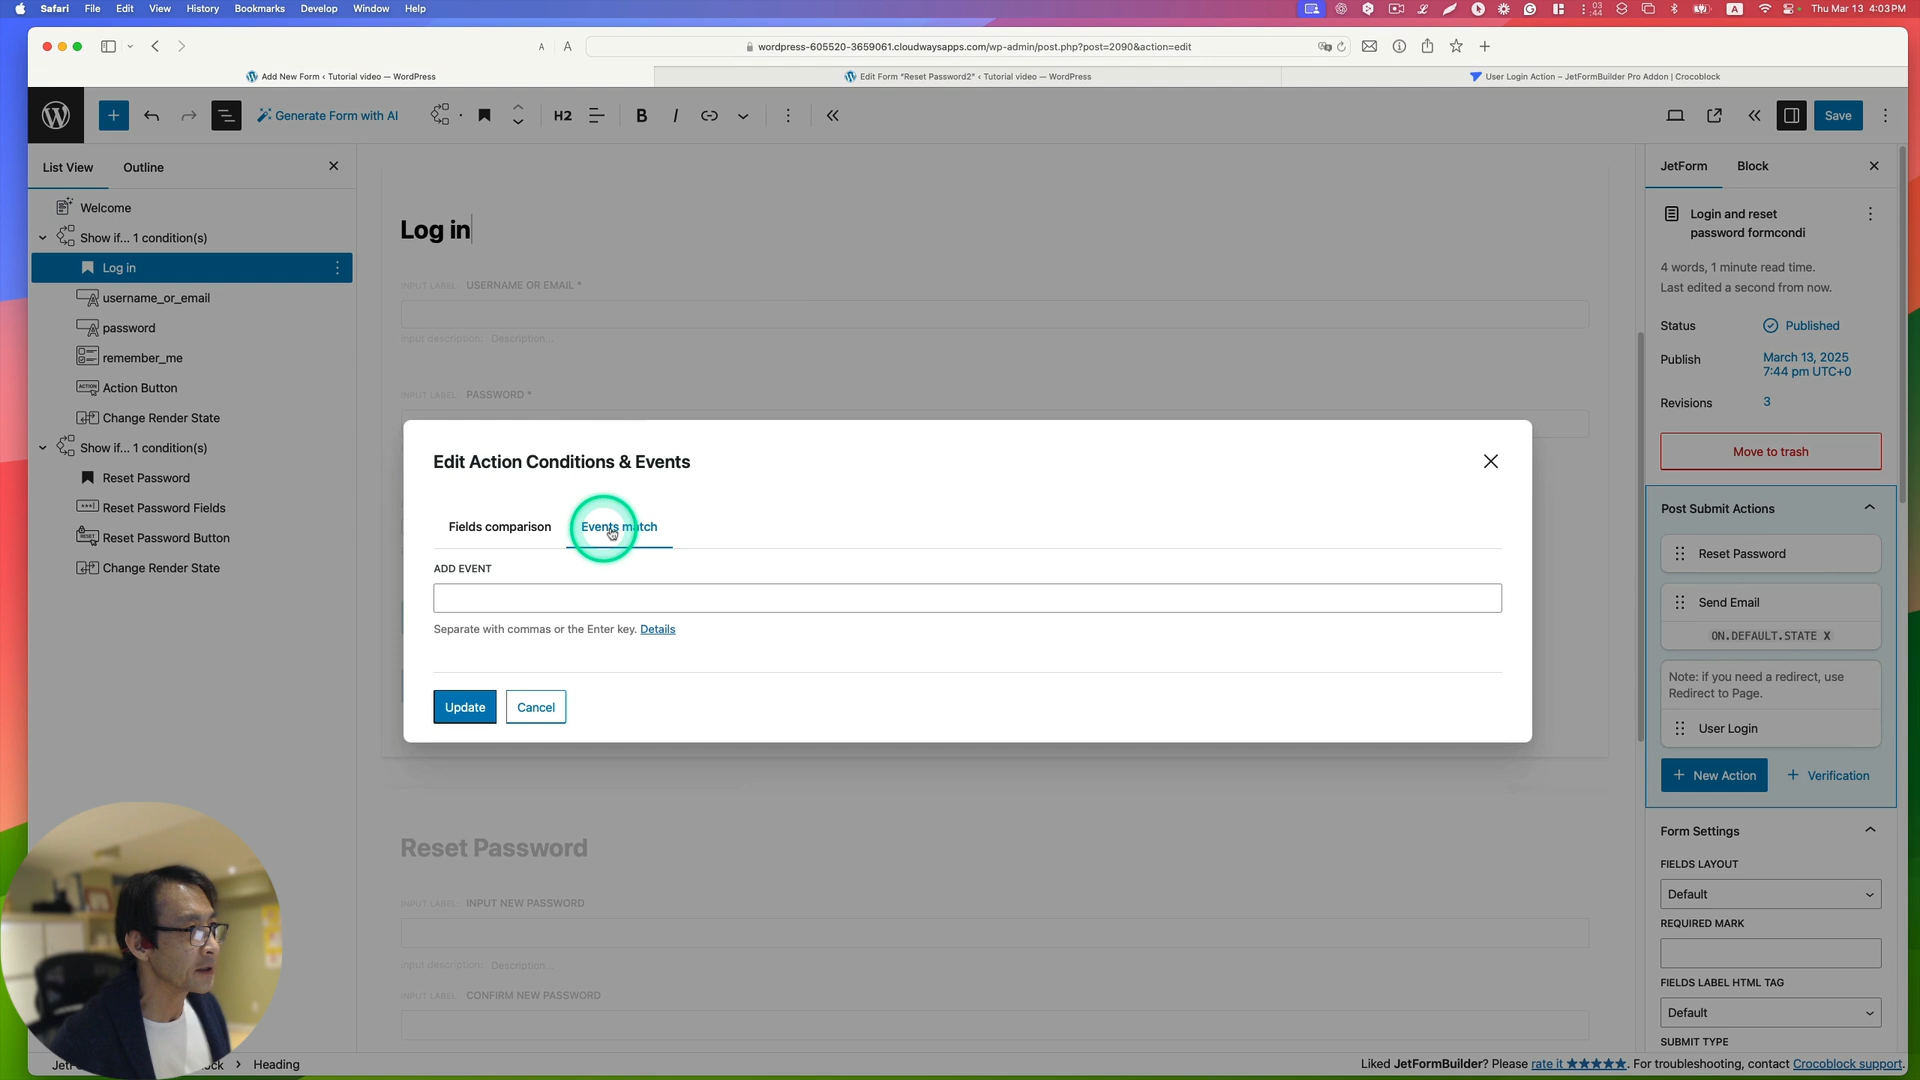 Safari File Edit View History Bookmarks Develop Window Help
03
:44
A
Thu Mar 13 4:03PM
A A
wordpress-605520-3659061.cloudwaysapps.com/wp-admin/post.php?post=2090&action=edit
Add New Form ‹ Tutorial video — WordPress
Edit Form "Reset Password2" ‹ Tutorial video — WordPress
User Login Action – JetFormBuilder Pro Addon | Crocoblock
Generate Form with AI
H2
B
I
Save
List View
Outline
Welcome
Show if... 1 condition(s)
Log in
username_or_email
password
remember_me
ACTION
Action Button
Change Render State
Show if... 1 condition(s)
Reset Password
Reset Password Fields
RESET
Reset Password Button
Change Render State
Log in
INPUT LABEL: USERNAME OR EMAIL *
Input description: Description...
INPUT LABEL: PASSWORD *
Edit Action Conditions & Events
Fields comparison
Events match
ADD EVENT
Separate with commas or the Enter key. Details
Update
Cancel
Reset Password
INPUT LABEL: INPUT NEW PASSWORD
Input description: Description...
INPUT LABEL: CONFIRM NEW PASSWORD
JetForm
Block
Login and reset
password formcondi
4 words, 1 minute read time.
Last edited a second from now.
Status
Published
Publish
March 13, 2025
7:44 pm UTC+0
Revisions
3
Move to trash
Post Submit Actions
Reset Password
Send Email
ON.DEFAULT.STATE X
Note: if you need a redirect, use
Redirect to Page.
User Login
+ New Action
+ Verification
Form Settings
FIELDS LAYOUT
Default
REQUIRED MARK
FIELDS LABEL HTML TAG
Default
SUBMIT TYPE
Heading
Liked JetFormBuilder? Please rate it ★★★★★. For troubleshooting, contact Crocoblock support.